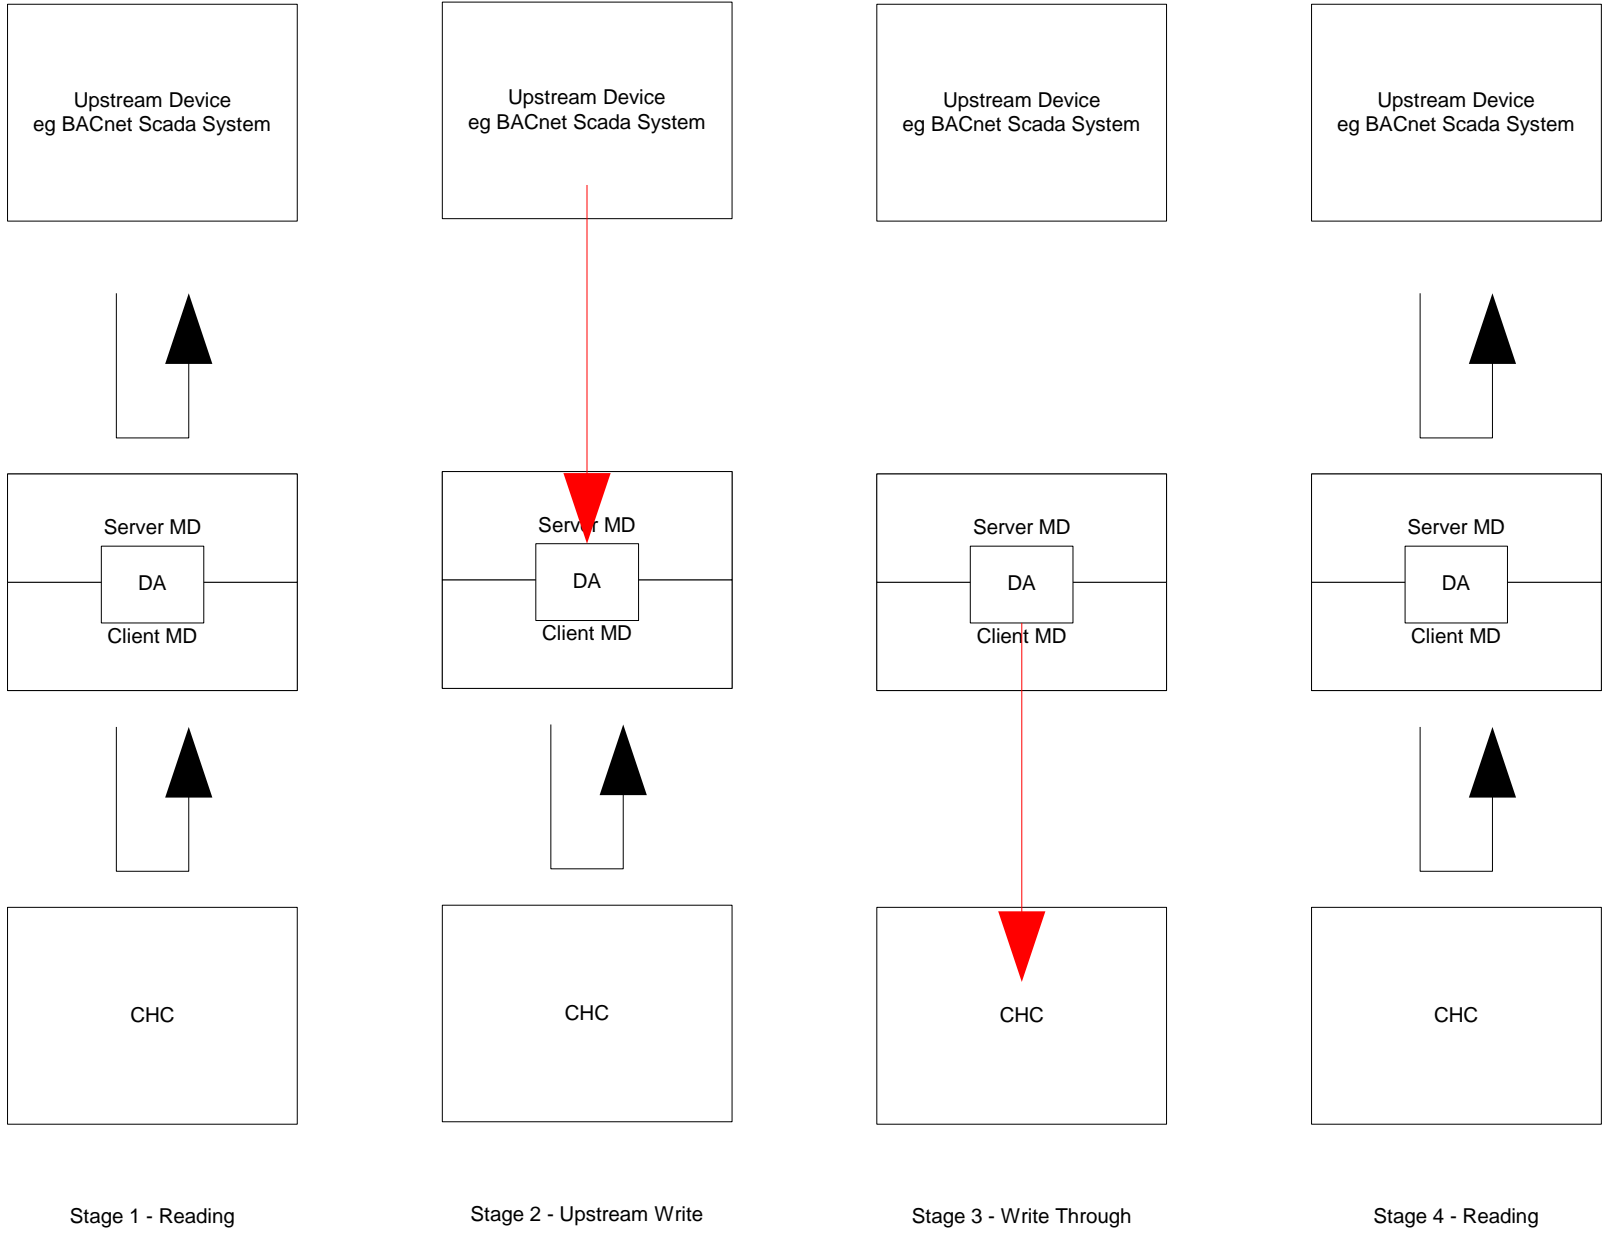 Upstream Device
eg BACnet Scada System
Upstream Device
eg BACnet Scada System
Upstream Device
eg BACnet Scada System
Upstream Device
eg BACnet Scada System
Server MD
DA
Client MD
Server MD
DA
Client MD
Server MD
DA
Client MD
Server MD
DA
Client MD
CHC
CHC
CHC
CHC
Stage 1 - Reading
Stage 2 - Upstream Write
Stage 3 - Write Through
Stage 4 - Reading